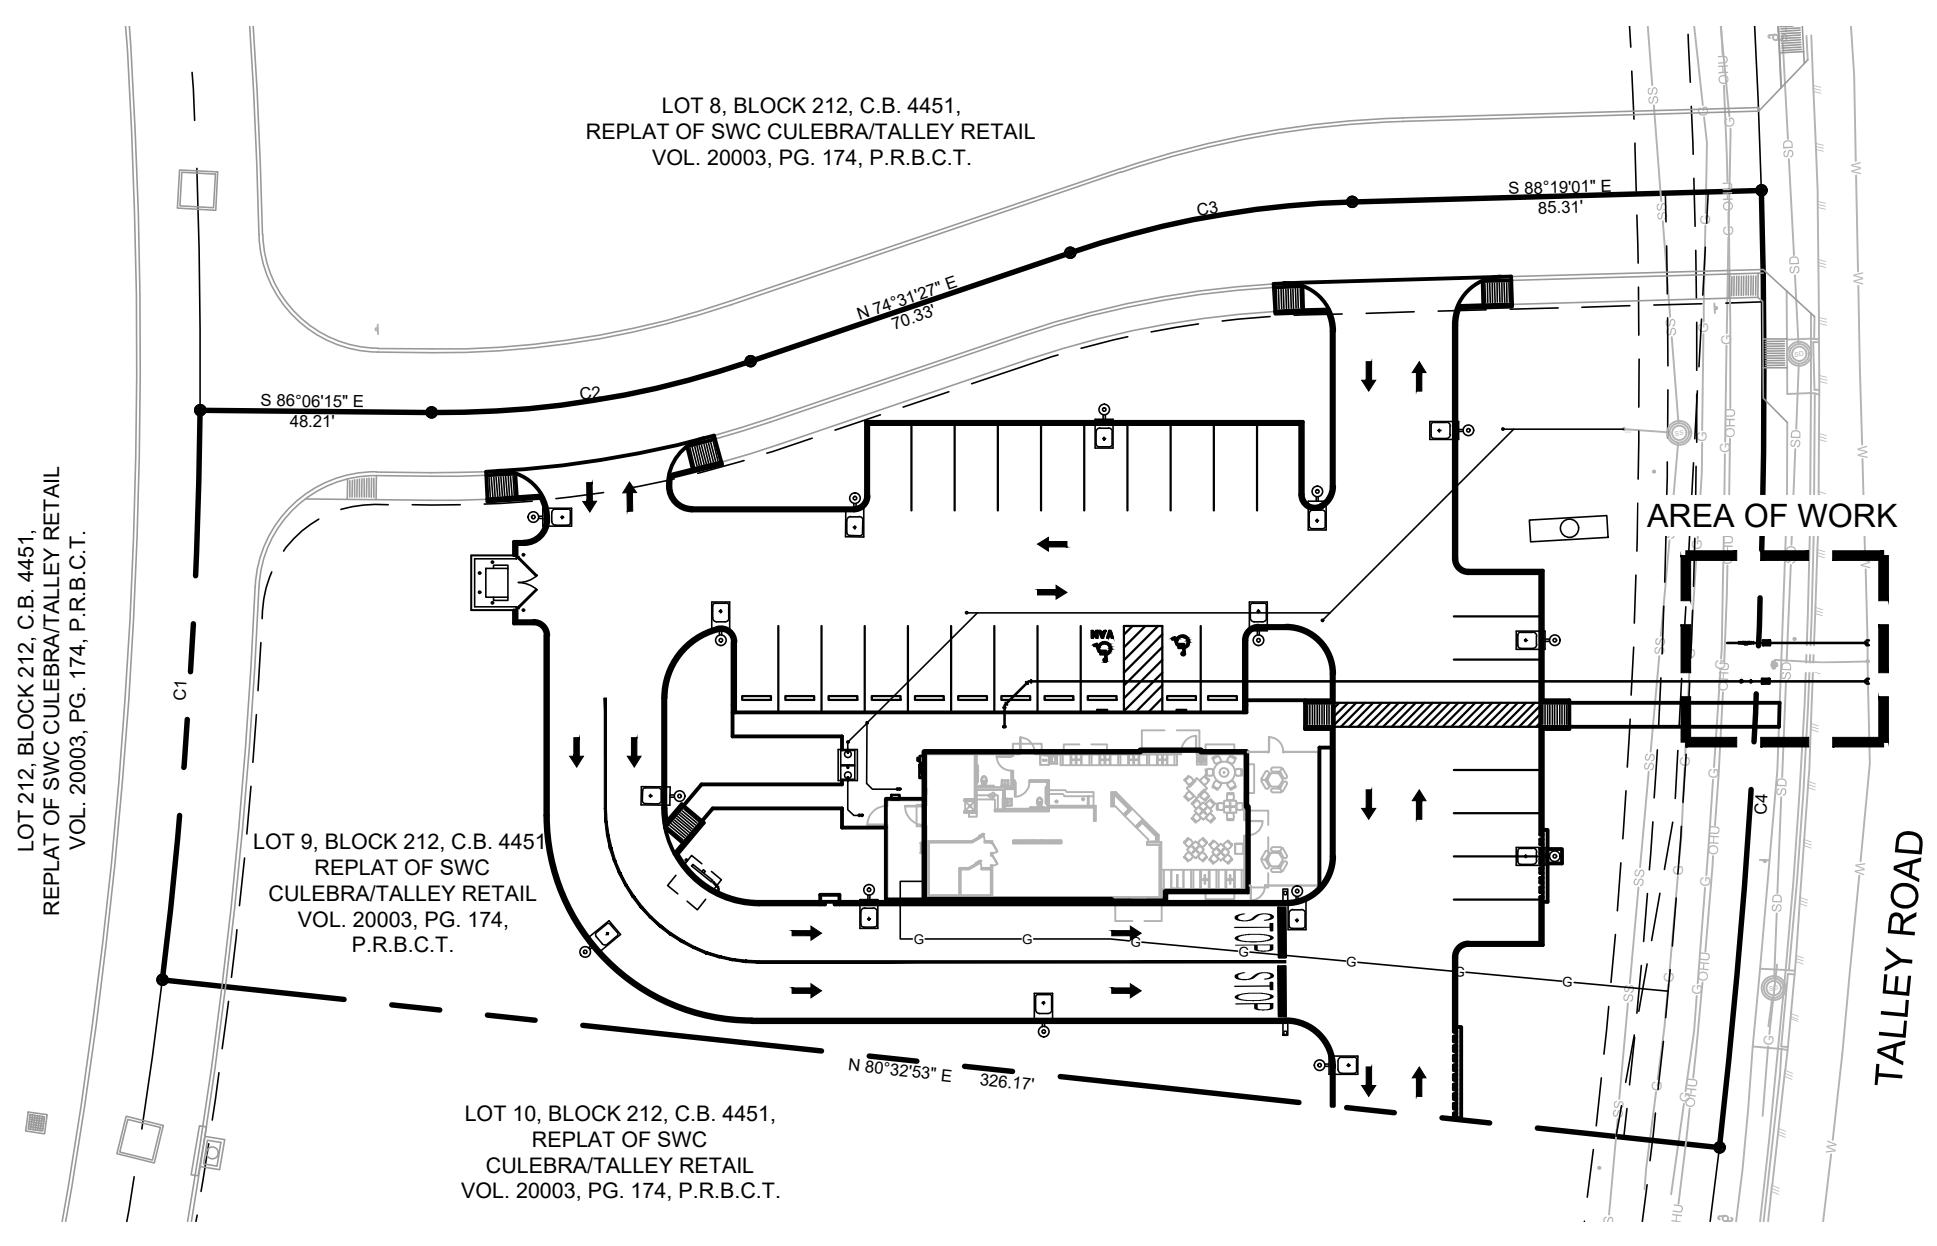 LOT 8, BLOCK 212, C.B. 4451,
REPLAT OF SWC CULEBRA/TALLEY RETAIL
VOL. 20003, PG. 174, P.R.B.C.T.
S 88°19'01" E
85.31'
C3
N 74°31'27" E
70.33'
S 86°06'15" E
48.21'
C2
AREA OF WORK
LOT 212, BLOCK 212, C.B. 4451,
REPLAT OF SWC CULEBRA/TALLEY RETAIL
VOL. 20003, PG. 174, P.R.B.C.T.
C1
VAN
C4
LOT 9, BLOCK 212, C.B. 4451
REPLAT OF SWC
CULEBRA/TALLEY RETAIL
VOL. 20003, PG. 174,
P.R.B.C.T.
STOP
STOP
G G G G G G G
TALLEY ROAD
N 80°32'53" E 326.17'
LOT 10, BLOCK 212, C.B. 4451,
REPLAT OF SWC
CULEBRA/TALLEY RETAIL
VOL. 20003, PG. 174, P.R.B.C.T.
SS
G
OHU
SD
W